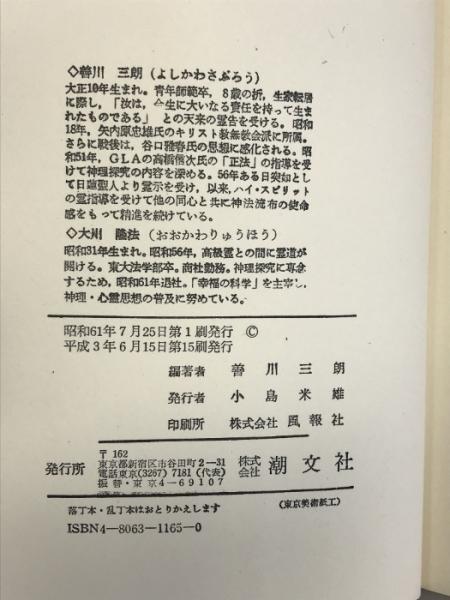 ◇善川 三朗(よしかわさぶろう)
大正10年生まれ。青年師範卒，8歳の折，生家転居
に際し，「汝は，今生に大いなる責任を持って生ま
れたものである」との天来の霊告を受ける。昭和
18年，矢内原忠雄氏のキリスト教無教会派に所属。
さらに戦後は，谷口雅春氏の思想に感化される。昭
和51年，GLAの高橋信次氏の「正法」の指導を受
けて神理探究の内容を深める。56年ある日突如とし
て日蓮聖人より霊示を受け，以来，ハイ・スピリット
の霊指導を受けて他の同心と共に神法流布の使命
感をもって精進を続けている。
◇大川 隆法(おおかわりゅうほう)
昭和31年生まれ。昭和56年，高級霊との間に霊道が
開ける。東大法学部卒。商社勤務。神理探究に専念
するため，昭和61年退社。「幸福の科学」を主宰し，
神理・心霊思想の普及に努めている。
昭和61年7月25日第1刷発行 ©
平成3年6月15日第15刷発行
編著者 善川三朗
発行者 小島米雄
印刷所 株式会社 風報社
発行所 〒162
東京都新宿区市谷田町2―31
電話東京(3267)7181(代表)
振替・東京4―69107
株式会社 潮文社
落丁本・乱丁本はおとりかえします (東京美術紙工)
ISBN4―8063―1165―0